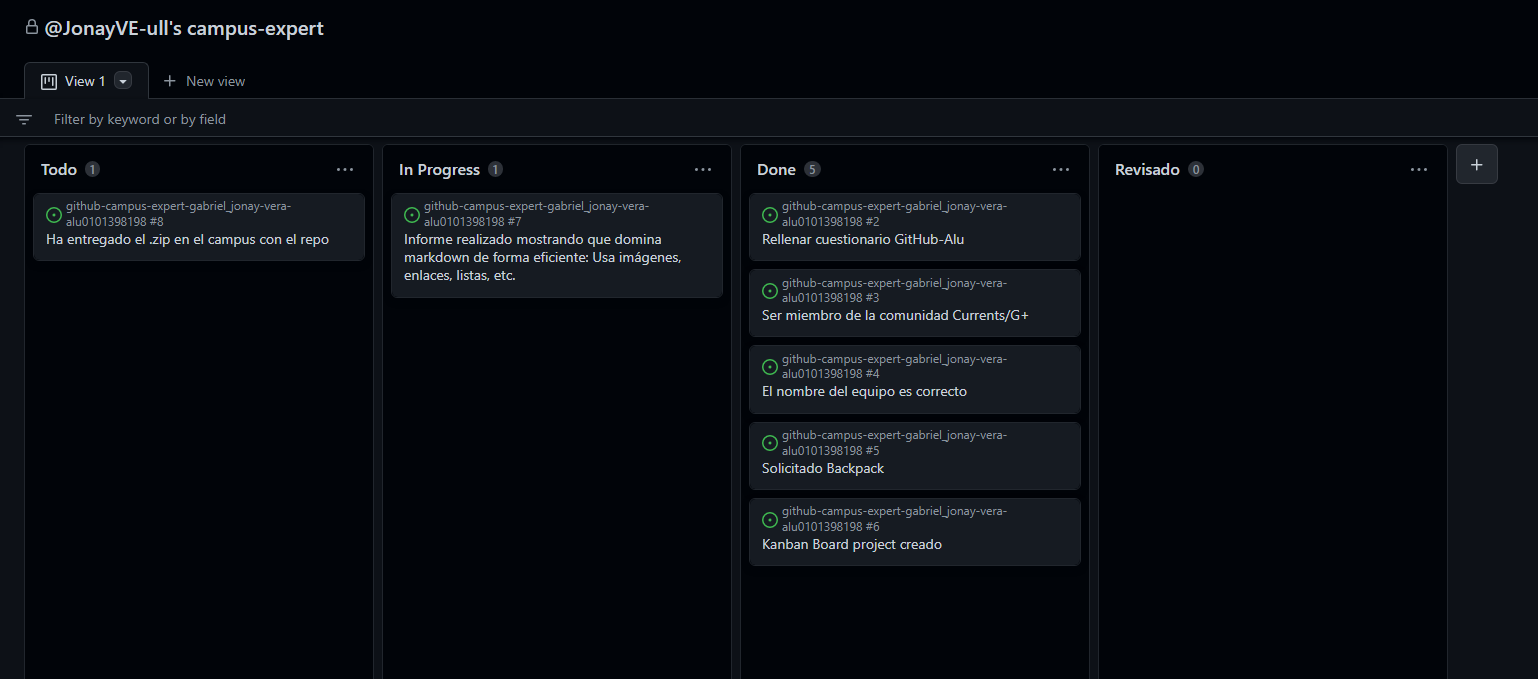 @JonayVE-ull's campus-expert
View 1
New view
Filter by keyword or by field
Todo 1
github-campus-expert-gabriel_jonay-vera-
alu0101398198 #8
Ha entregado el .zip en el campus con el repo
In Progress 1
github-campus-expert-gabriel_jonay-vera-
alu0101398198 #7
Informe realizado mostrando que domina
markdown de forma eficiente: Usa imágenes,
enlaces, listas, etc.
Done 5
github-campus-expert-gabriel_jonay-vera-
alu0101398198 #2
Rellenar cuestionario GitHub-Alu
github-campus-expert-gabriel_jonay-vera-
alu0101398198 #3
Ser miembro de la comunidad Currents/G+
github-campus-expert-gabriel_jonay-vera-
alu0101398198 #4
El nombre del equipo es correcto
github-campus-expert-gabriel_jonay-vera-
alu0101398198 #5
Solicitado Backpack
github-campus-expert-gabriel_jonay-vera-
alu0101398198 #6
Kanban Board project creado
Revisado 0